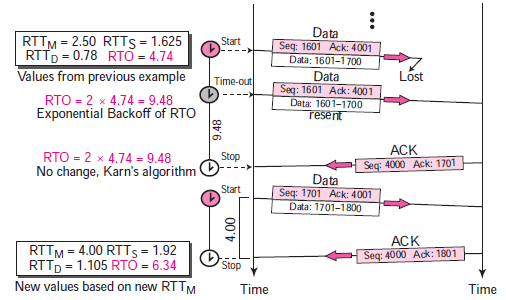 RTTM = 2.50 RTTS = 1.625
RTTD = 0.78 RTO = 4.74
Values from previous example
Start
Data
Seq: 1601 Ack: 4001
Data: 1601–1700
Lost
RTO = 2 × 4.74 = 9.48
Exponential Backoff of RTO
Time-out
Data
Seq: 1601 Ack: 4001
Data: 1601–1700
resent
9.48
RTO = 2 × 4.74 = 9.48
No change, Karn's algorithm
Stop
ACK
Seq: 4000 Ack: 1701
Start
Data
Seq: 1701 Ack: 4001
Data: 1701–1800
4.00
RTTM = 4.00 RTTS = 1.92
RTTD = 1.105 RTO = 6.34
New values based on new RTTM
Stop
ACK
Seq: 4000 Ack: 1801
Time
Time